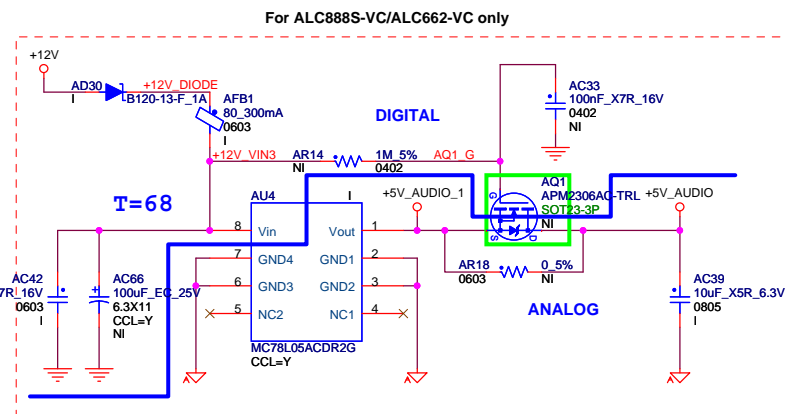 For ALC888S-VC/ALC662-VC only
+12V
AD30
I
+12V_DIODE
B120-13-F_1A
AFB1
80_300mA
0603
I
DIGITAL
AC33
100nF_X7R_16V
0402
NI
+12V_VIN3
AR14
NI
1M_5%
0402
AQ1_G
T=68
AU4
I
+5V_AUDIO_1
G
S
D
AQ1
APM2306AC-TRL
SOT23-3P
NI
+5V_AUDIO
8
Vin
Vout
1
7
GND4
GND1
2
6
GND3
GND2
3
5
NC2
NC1
4
MC78L05ACDR2G
CCL=Y
AR18
0603
0_5%
NI
ANALOG
AC42
7R_16V
0603
I
AC66
100uF_EC_25V
6.3X11
CCL=Y
NI
AC39
10uF_X5R_6.3V
0805
I
A
A
A